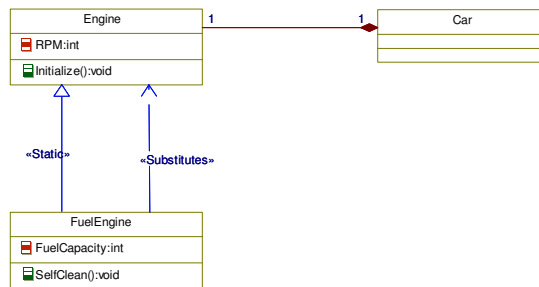 Engine
1
1
Car
RPM:int
Initialize():void
«Static»
«Substitutes»
FuelEngine
FuelCapacity:int
SelfClean():void